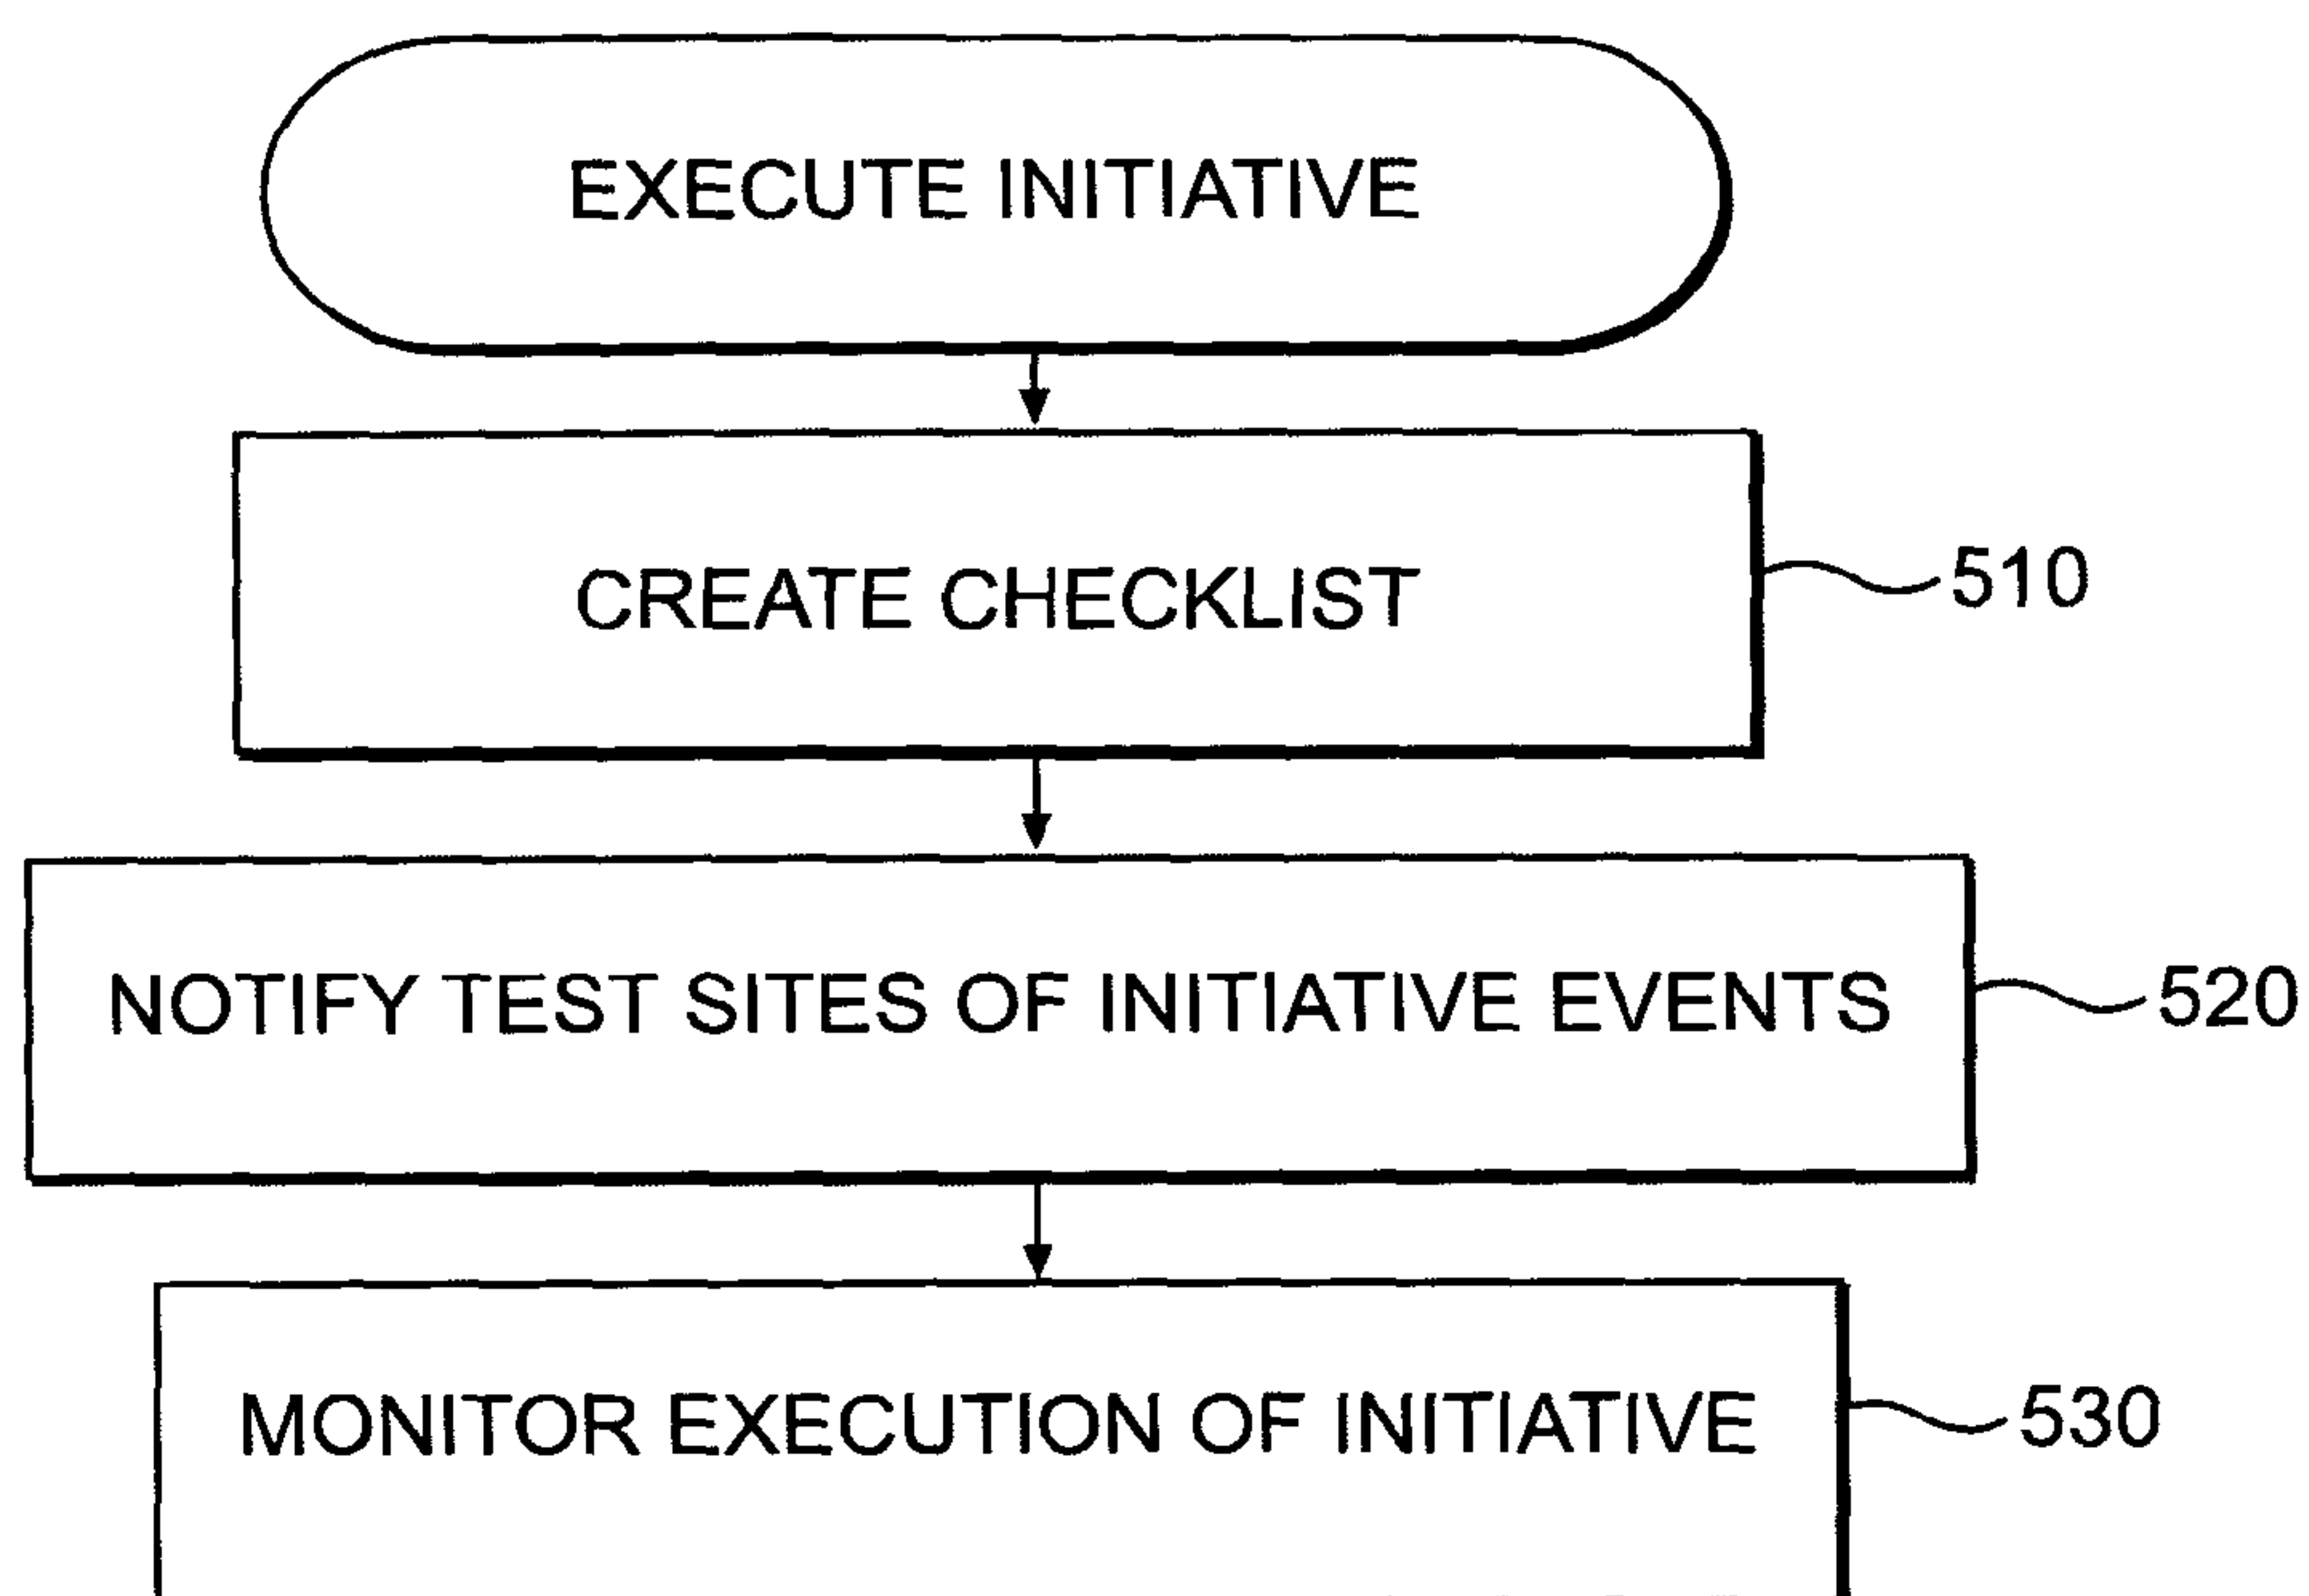 EXECUTE INITIATIVE
CREATE CHECKLIST
510
NOTIFY TEST SITES OF INITIATIVE EVENTS
520
MONITOR EXECUTION OF INITIATIVE
530